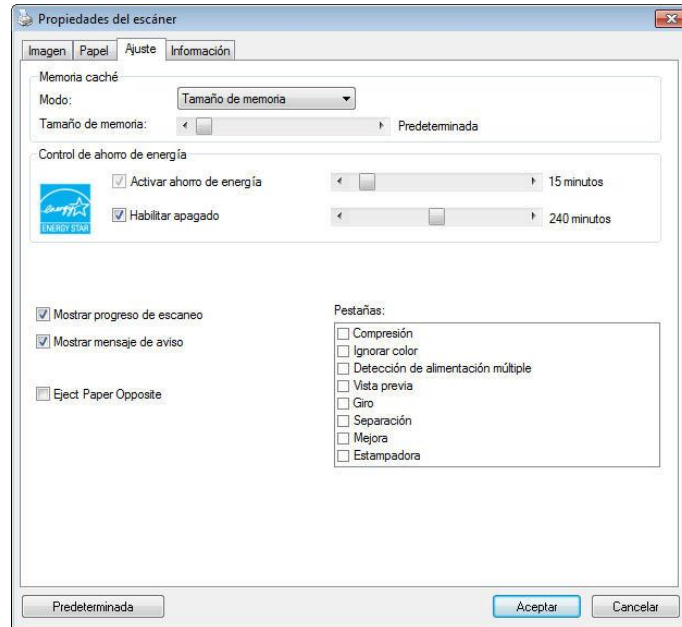 Propiedades del escáner
Imagen Papel Ajuste Información
Memoria caché
Modo: Tamaño de memoria
Tamaño de memoria: Predeterminada
Control de ahorro de energía
Activar ahorro de energía 15 minutos
energy
ENERGY STAR
Habilitar apagado 240 minutos
Mostrar progreso de escaneo
Mostrar mensaje de aviso
Eject Paper Opposite
Pestañas:
Compresión
Ignorar color
Detección de alimentación múltiple
Vista previa
Giro
Separación
Mejora
Estampadora
Predeterminada Aceptar Cancelar